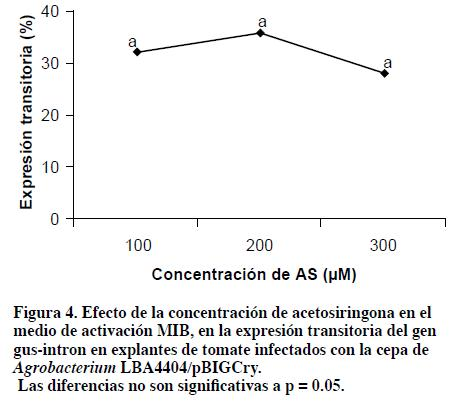 40
30
20
10
0
Expresión transitoria (%)
a
a
a
100
200
300
Concentración de AS (µM)
Figura 4. Efecto de la concentración de acetosiringona en el
medio de activación MIB, en la expresión transitoria del gen
gus-intron en explantes de tomate infectados con la cepa de
Agrobacterium LBA4404/pBIGCry.
Las diferencias no son significativas a p = 0.05.